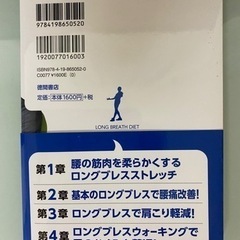 9784198650520
1920077016003
ISBN978-4-19-865052-0
C0077 ¥1600E (0)
徳間書店
定価:本体1600円+税
LONG BREATH DIET
第1章 腰の筋肉を柔らかくする
ロングブレスストレッチ
第2章 基本のロングブレスで腰痛改善!
第3章 ロングブレスで肩こり軽減!
第4 ロングブレスウォーキングで